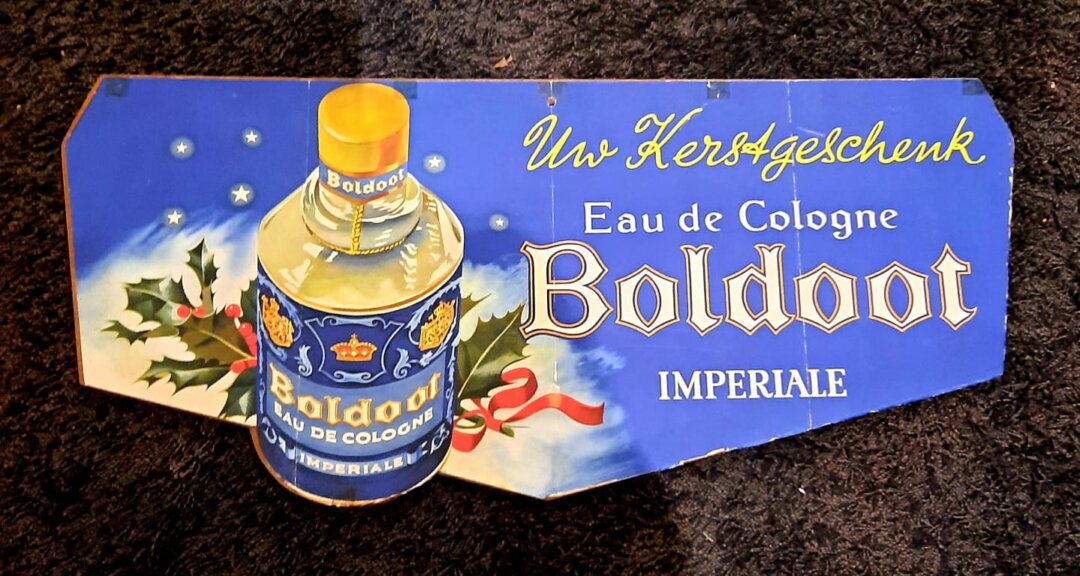 Uw Kerstgeschenk
Eau de Cologne
Boldoot
IMPERIALE
Boldoot
Boldoot
EAU DE COLOGNE
IMPERIALE